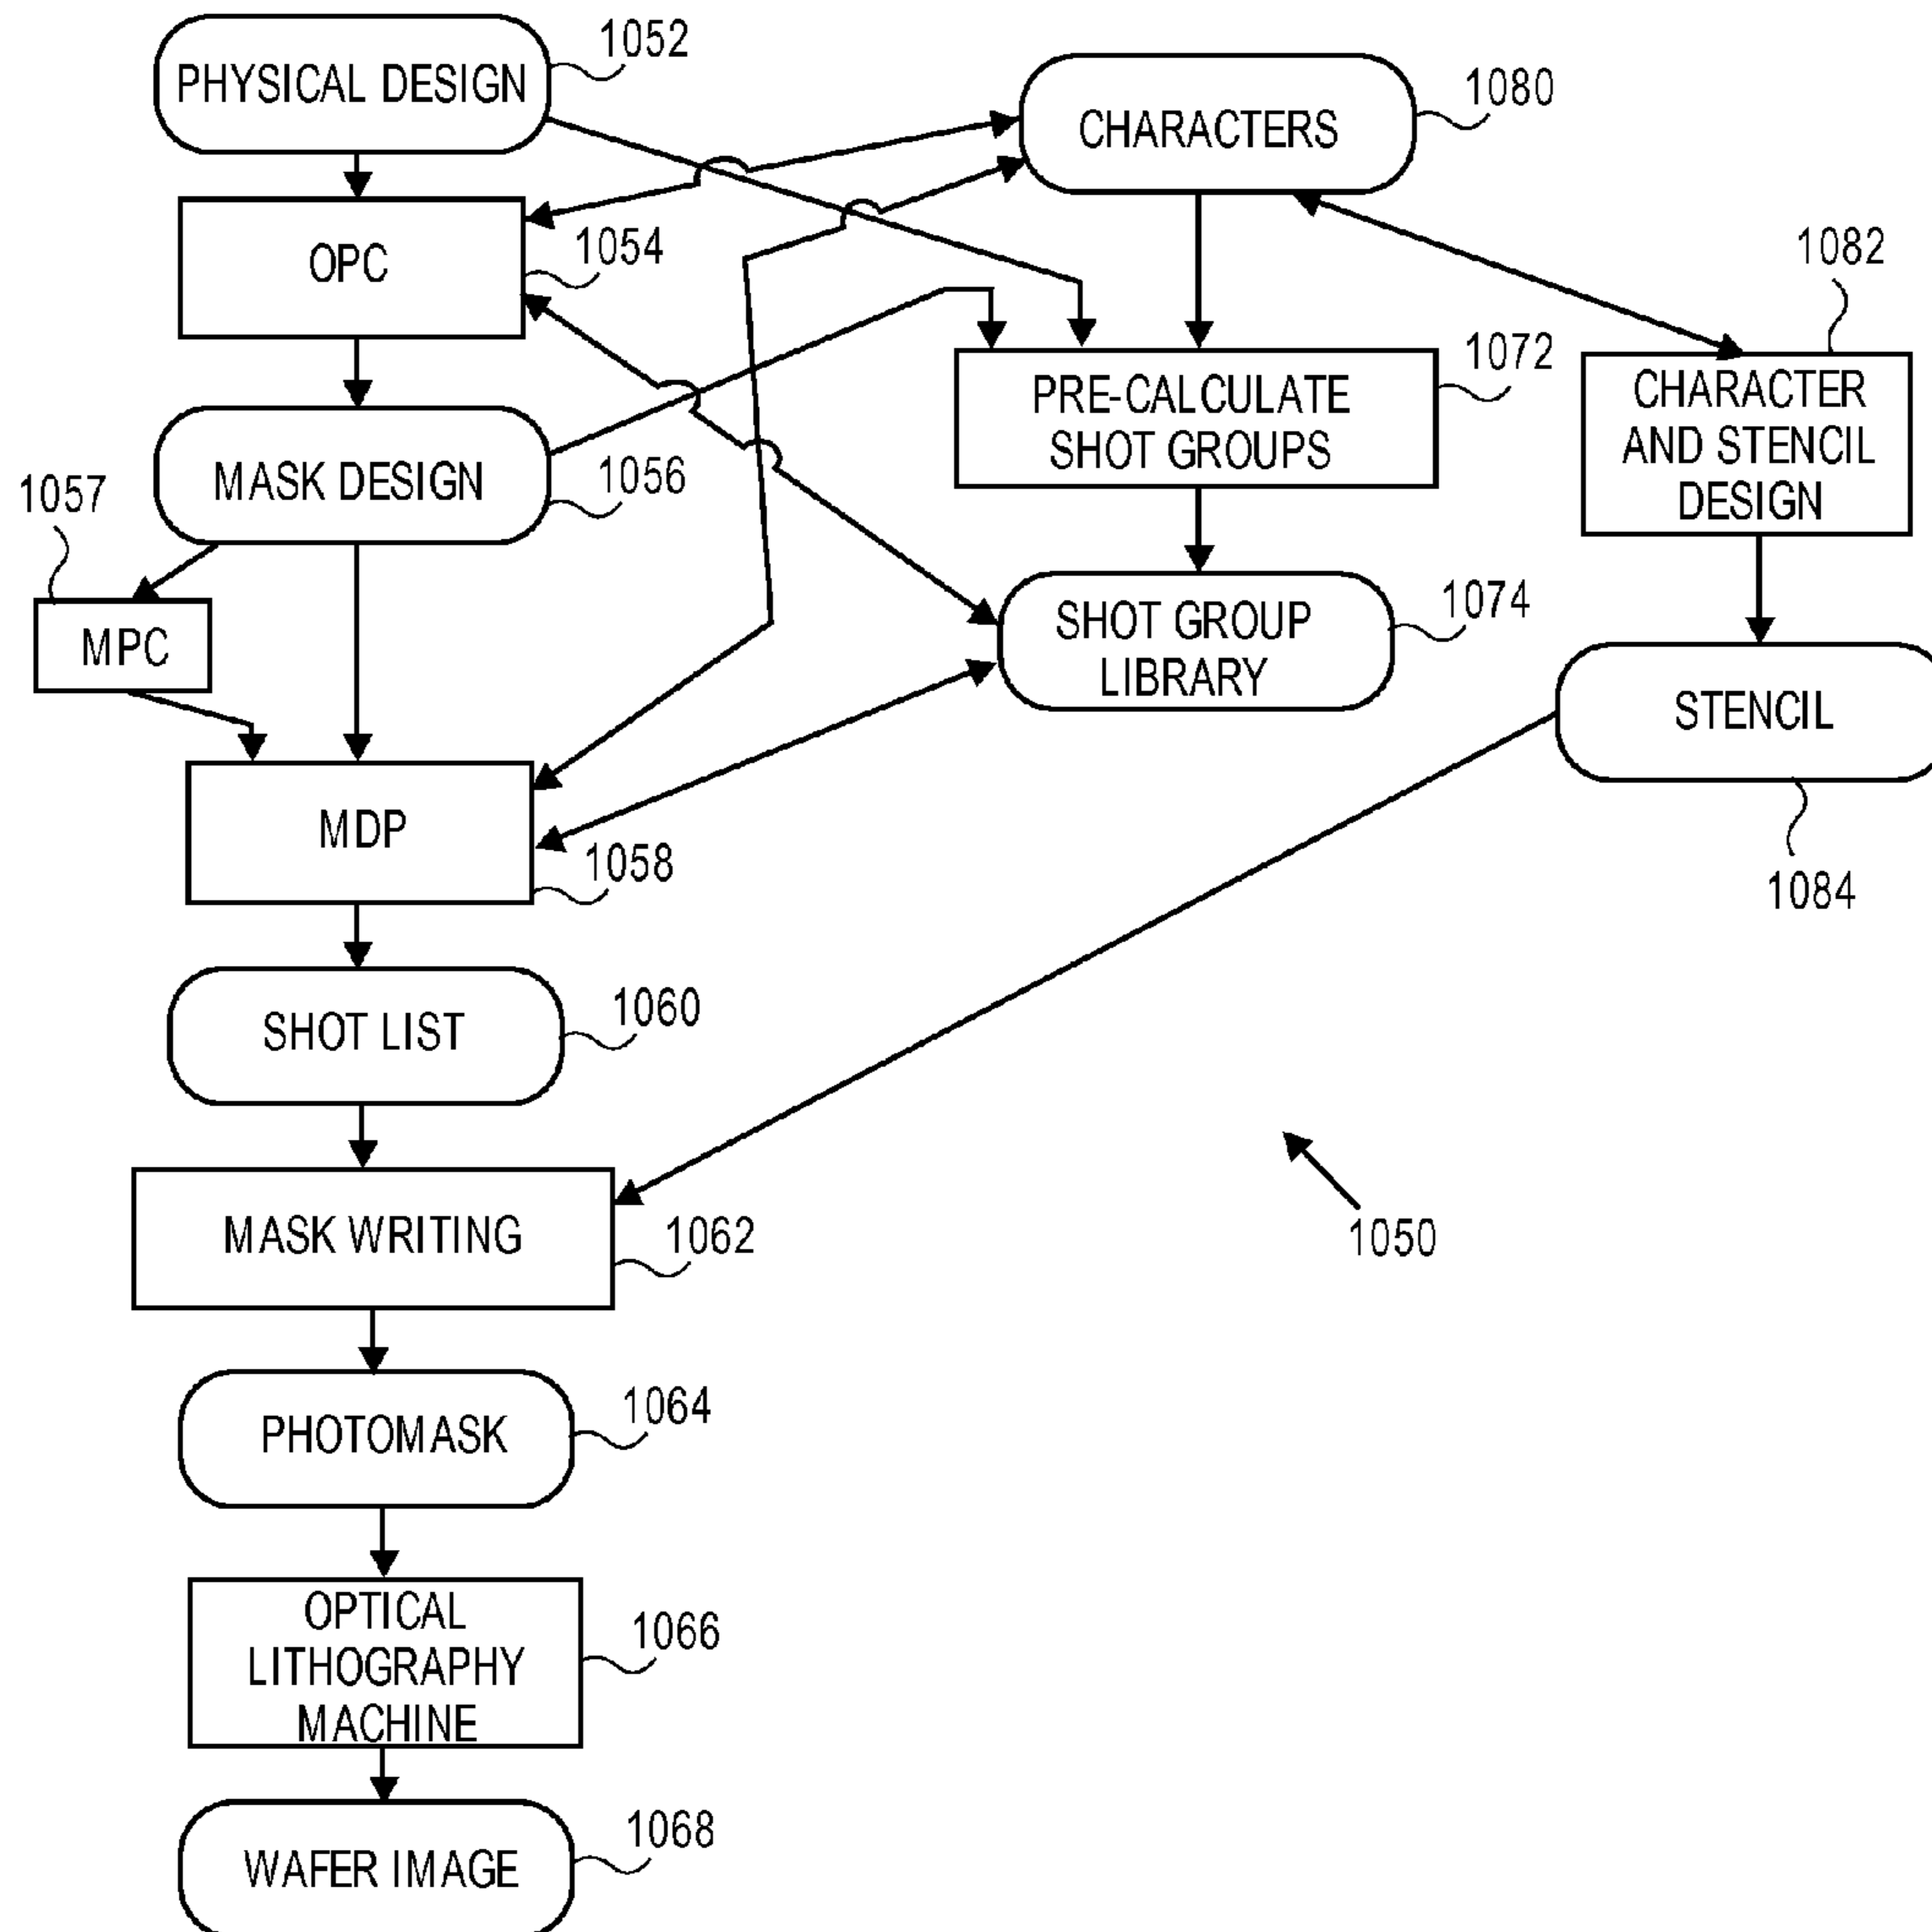 PHYSICAL DESIGN
1052
CHARACTERS
1080
OPC
1054
1082
PRE-CALCULATE
SHOT GROUPS
1072
CHARACTER
AND STENCIL
DESIGN
MASK DESIGN
1056
1057
MPC
SHOT GROUP
LIBRARY
1074
STENCIL
1084
MDP
1058
SHOT LIST
1060
MASK WRITING
1062
1050
PHOTOMASK
1064
OPTICAL
LITHOGRAPHY
MACHINE
1066
WAFER IMAGE
1068